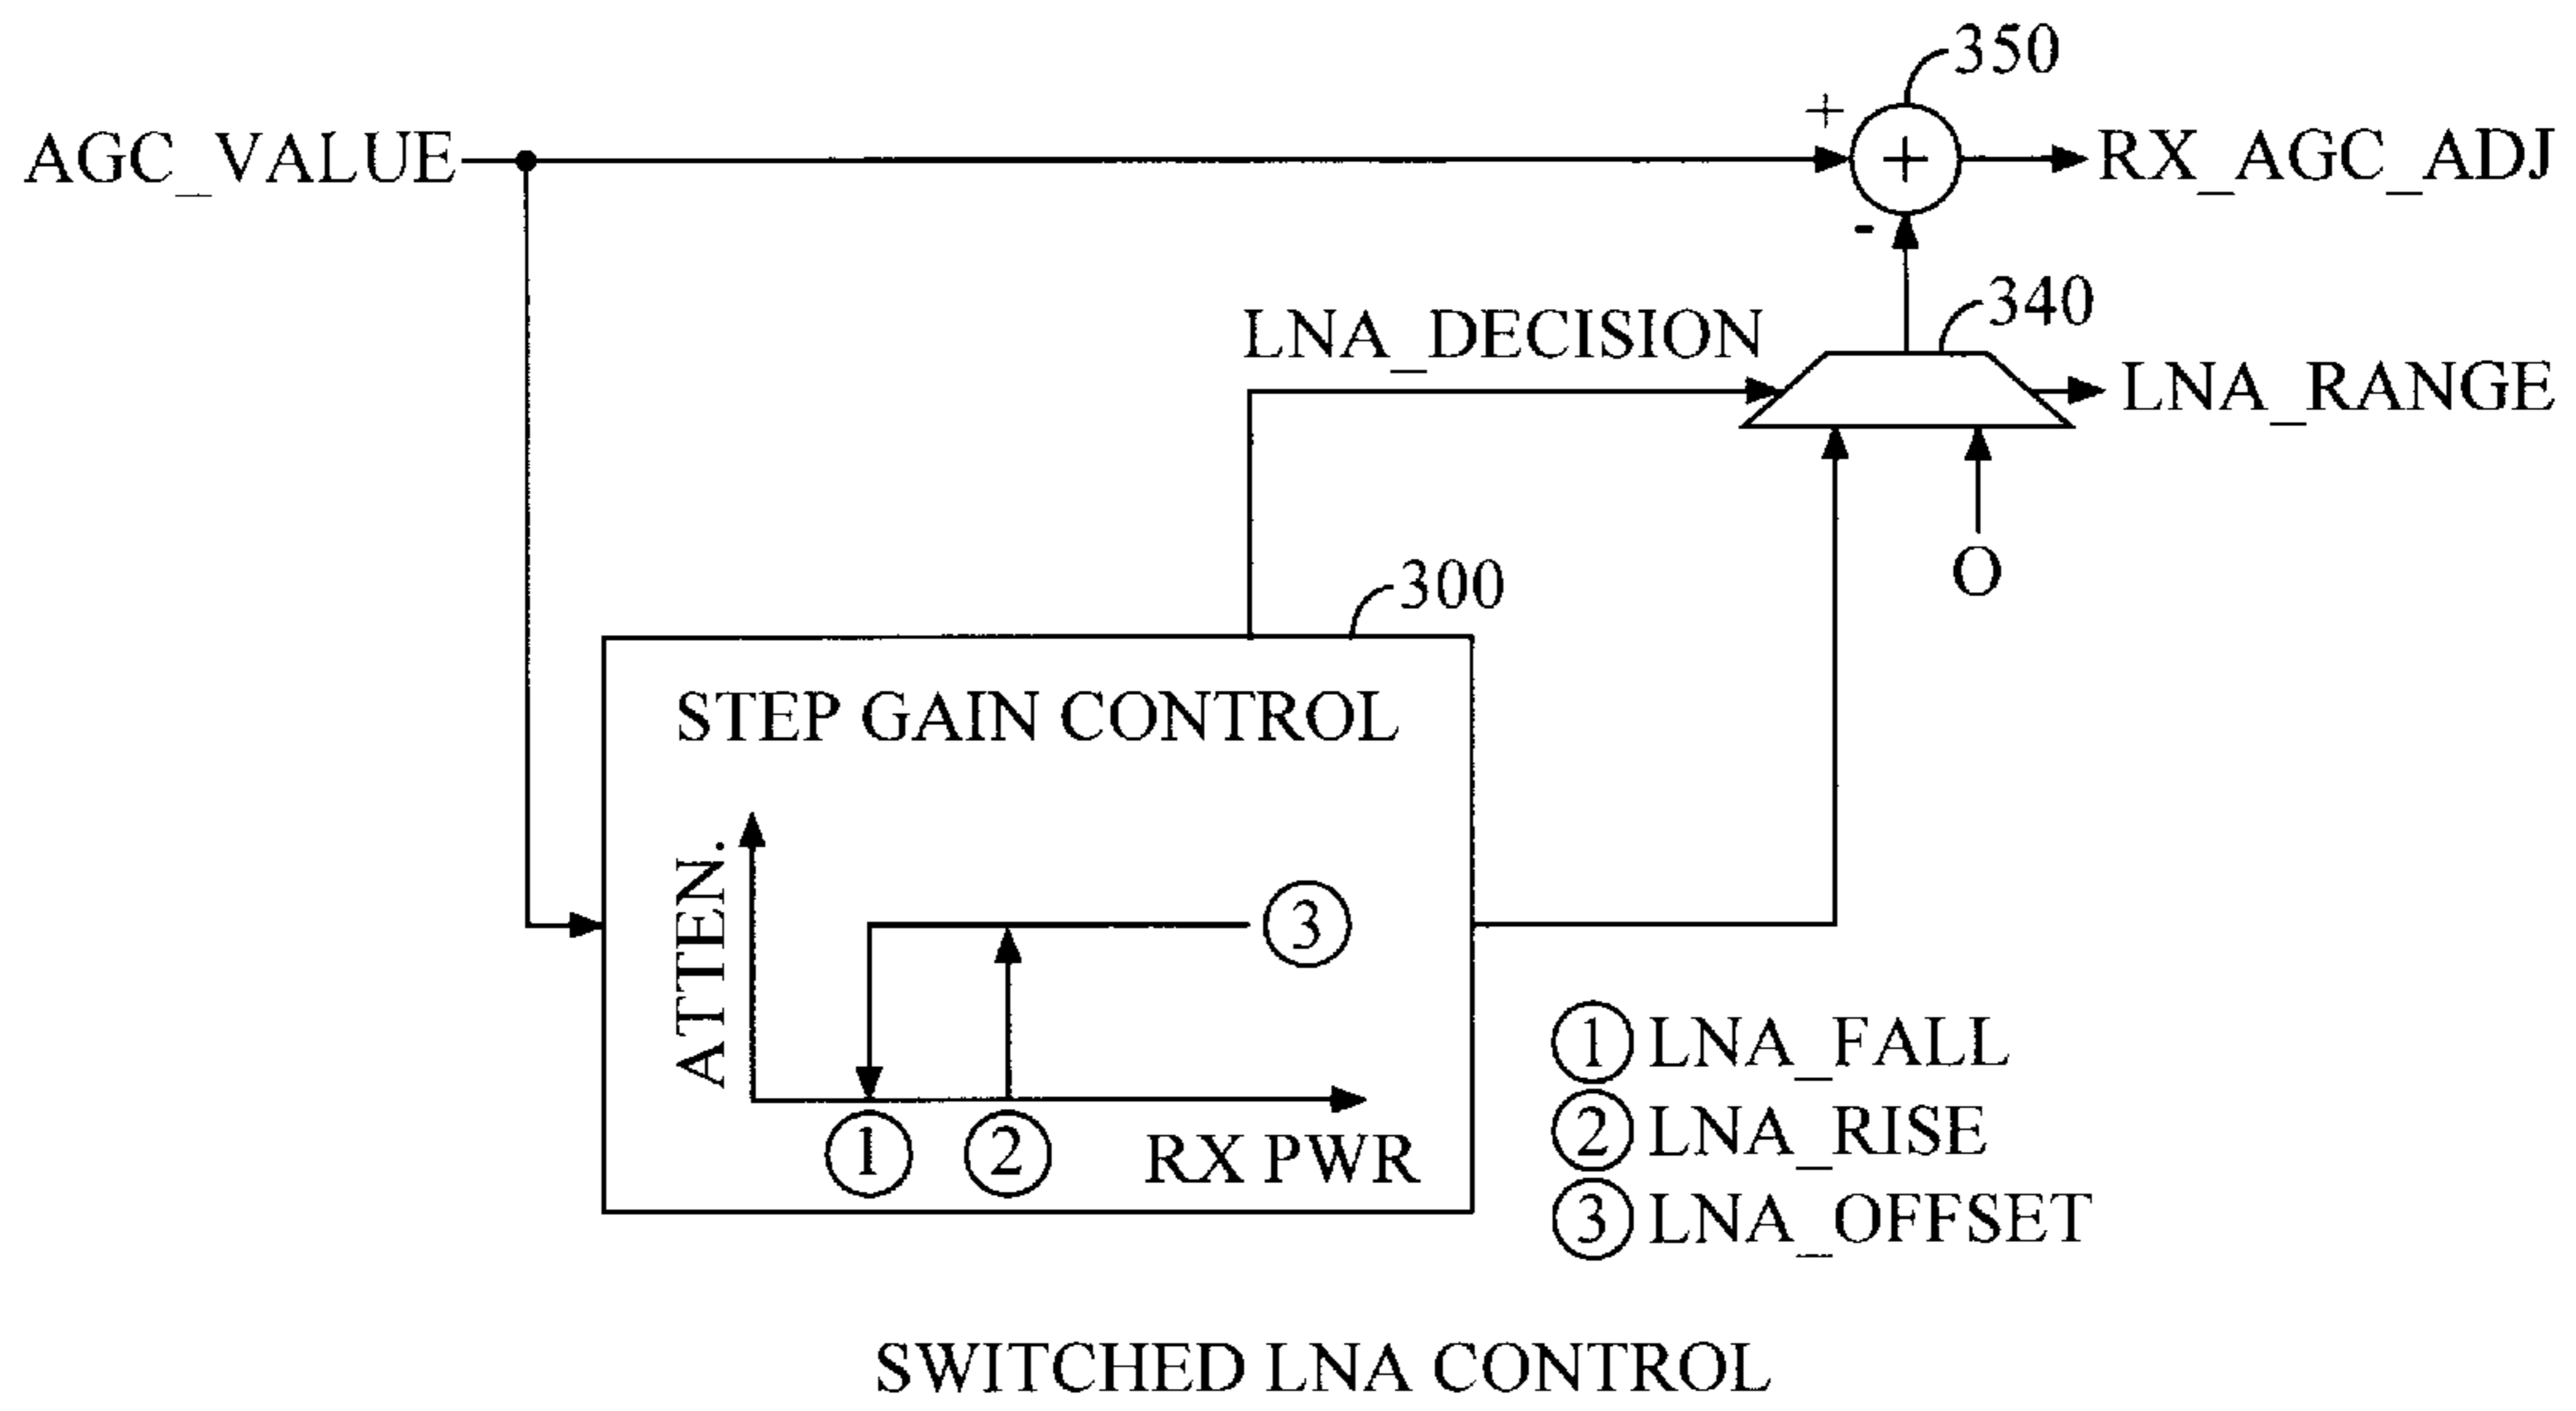 350
+
AGC_VALUE
+
RX_AGC_ADJ
-
340
LNA_DECISION
LNA_RANGE
O
300
STEP GAIN CONTROL
ATTEN.
3
1
2
RX PWR
1 LNA_FALL
2 LNA_RISE
3 LNA_OFFSET
SWITCHED LNA CONTROL